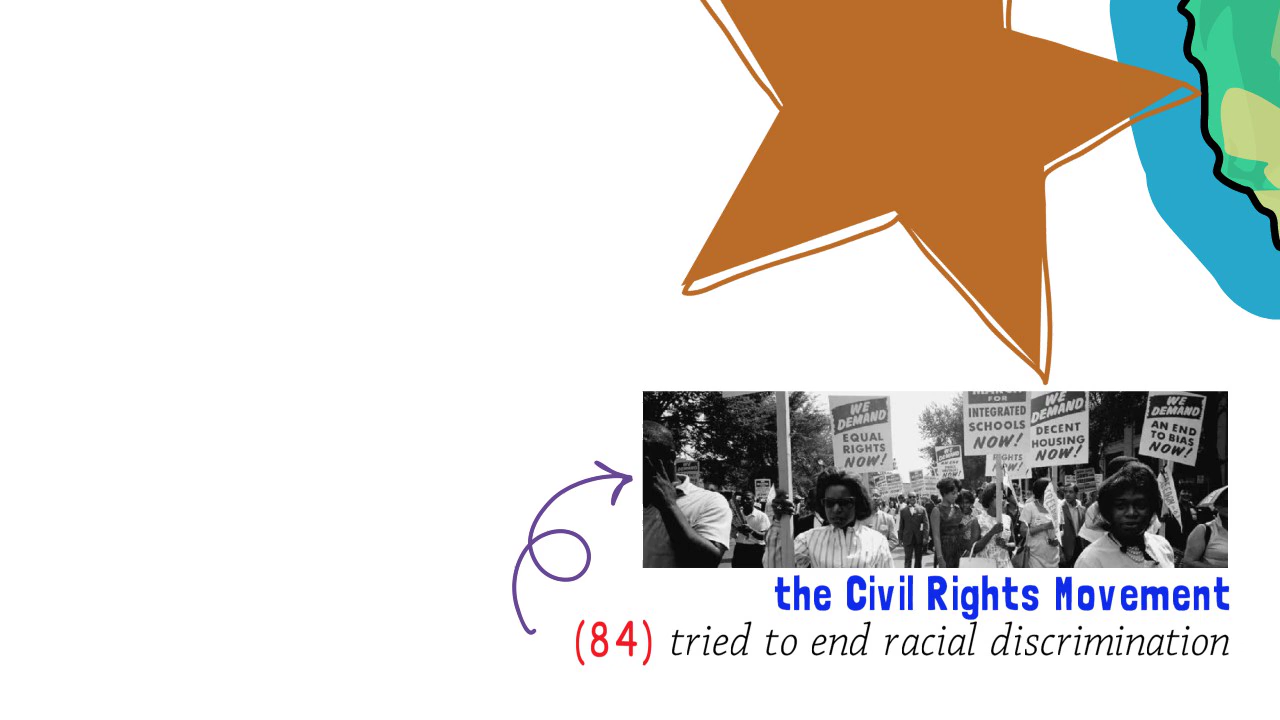 MARCH
FOR
INTEGRATED
SCHOOLS
NOW!
WE
DEMAND
EQUAL
RIGHTS
NOW!
WE
DEMAND
DECENT
HOUSING
NOW!
WE
DEMAND
AN END
TO BIAS
NOW!
the Civil Rights Movement
(84) tried to end racial discrimination